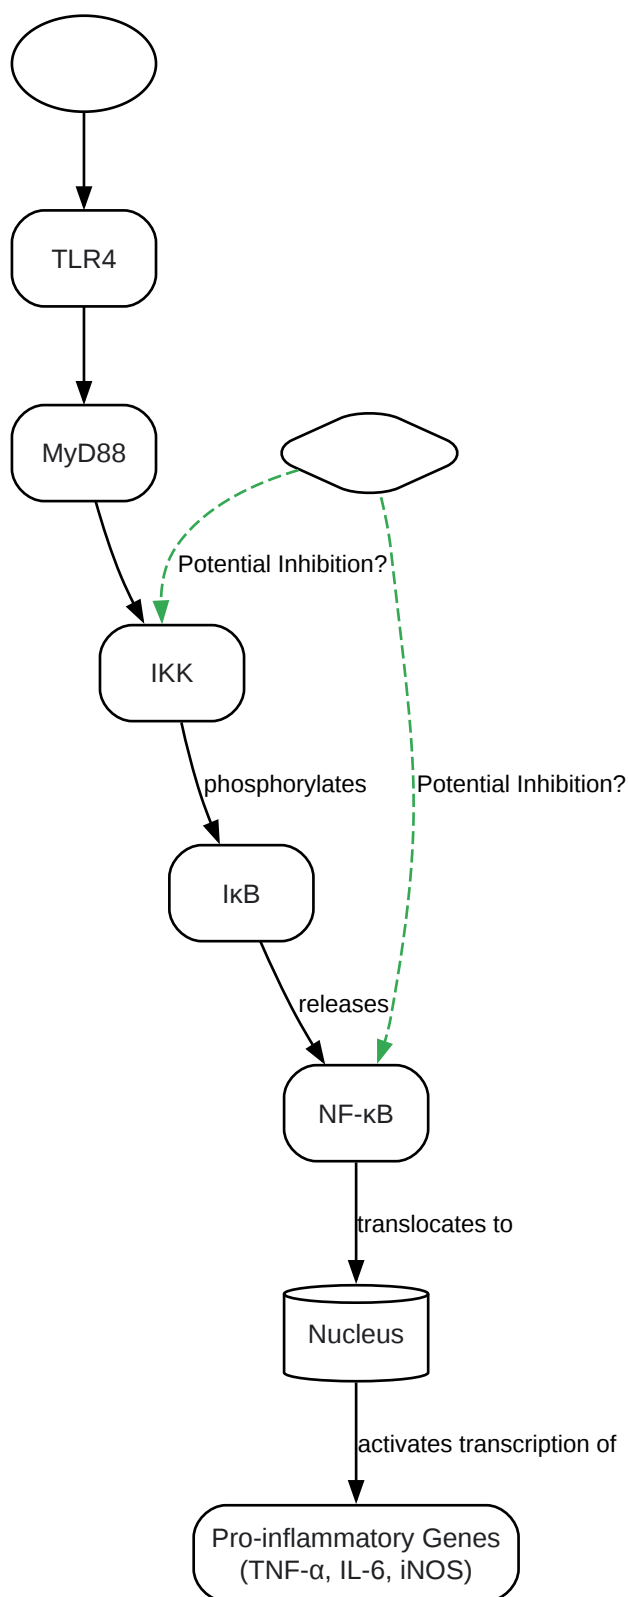 TLR4
MyD88
Potential Inhibition?
IKK
phosphorylates
Potential Inhibition?
IκB
releases
NF-κB
translocates to
Nucleus
activates transcription of
Pro-inflammatory Genes
(TNF-α, IL-6, iNOS)